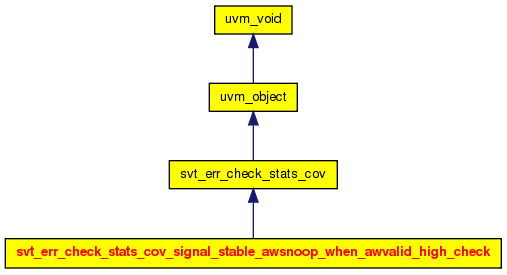 uvm_void
uvm_object
svt_err_check_stats_cov
svt_err_check_stats_cov_signal_stable_awsnoop_when_awvalid_high_check